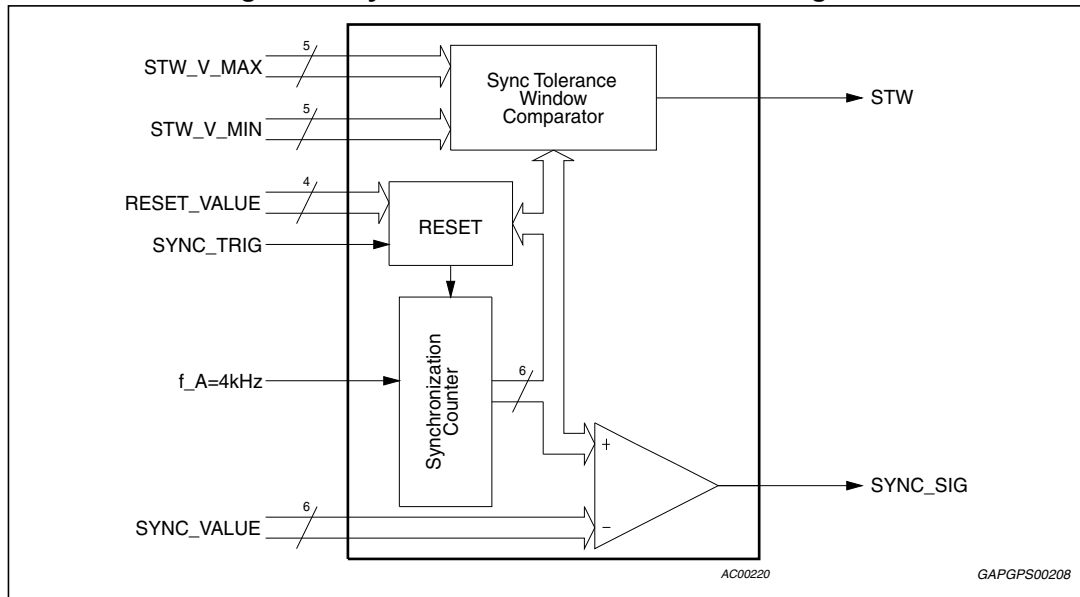 5
STW_V_MAX
5
STW_V_MIN
Sync Tolerance
Window
Comparator
STW
4
RESET_VALUE
RESET
SYNC_TRIG
f_A=4kHz
Synchronization
Counter
6
+
SYNC_SIG
6
SYNC_VALUE
–
AC00220
GAPGPS00208